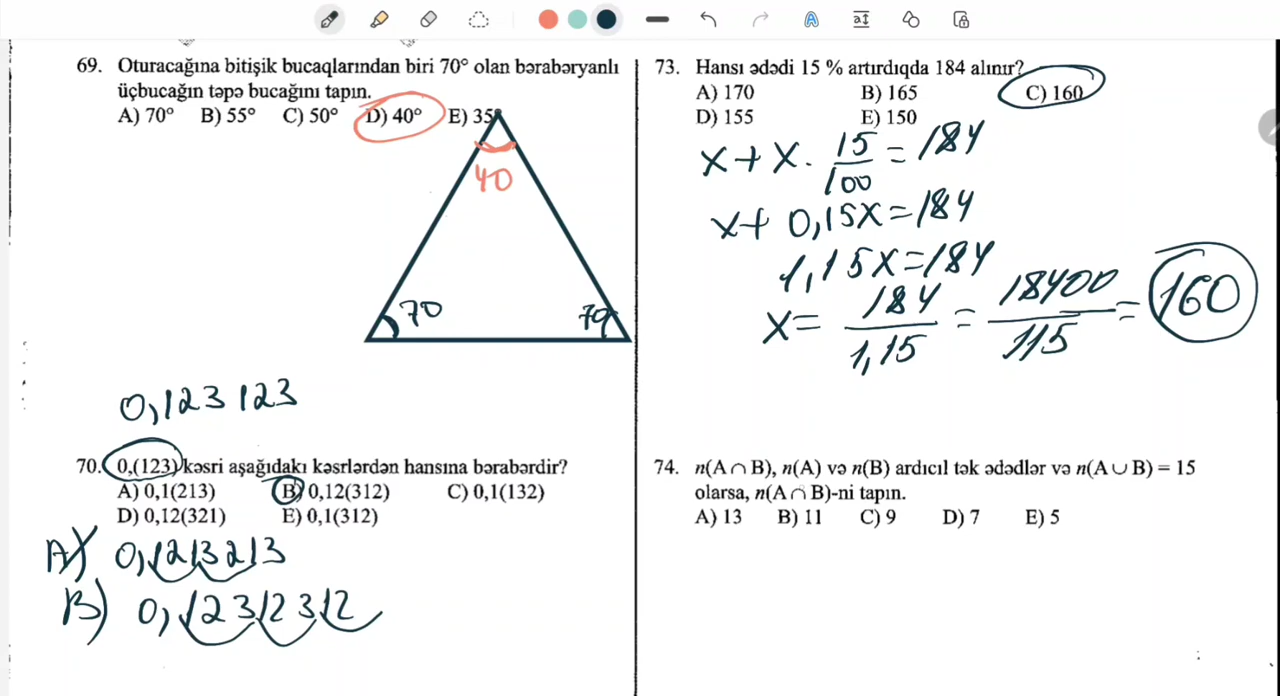 69. Oturacağına bitişik bucaqlarından biri 70° olan bərabəryanlı
üçbucağın təpə bucağını tapın.
A) 70° B) 55° C) 50° D) 40° E) 35°
40
70
70
0,123 123
70. 0,(123) kəsri aşağıdakı kəsrlərdən hansına bərabərdir?
A) 0,1(213) B) 0,12(312) C) 0,1(132)
D) 0,12(321) E) 0,1(312)
A) 0,1213213
B) 0,12312312
73. Hansı ədədi 15 % artırdıqda 184 alınır?
A) 170 B) 165 C) 160
D) 155 E) 150
x + x · 15/100 = 184
x + 0,15x = 184
1,15x = 184
x = 184/1,15 = 18400/115 = 160
74. n(A ∩ B), n(A) və n(B) ardıcıl tək ədədlər və n(A ∪ B) = 15
olarsa, n(A ∩ B)-ni tapın.
A) 13 B) 11 C) 9 D) 7 E) 5